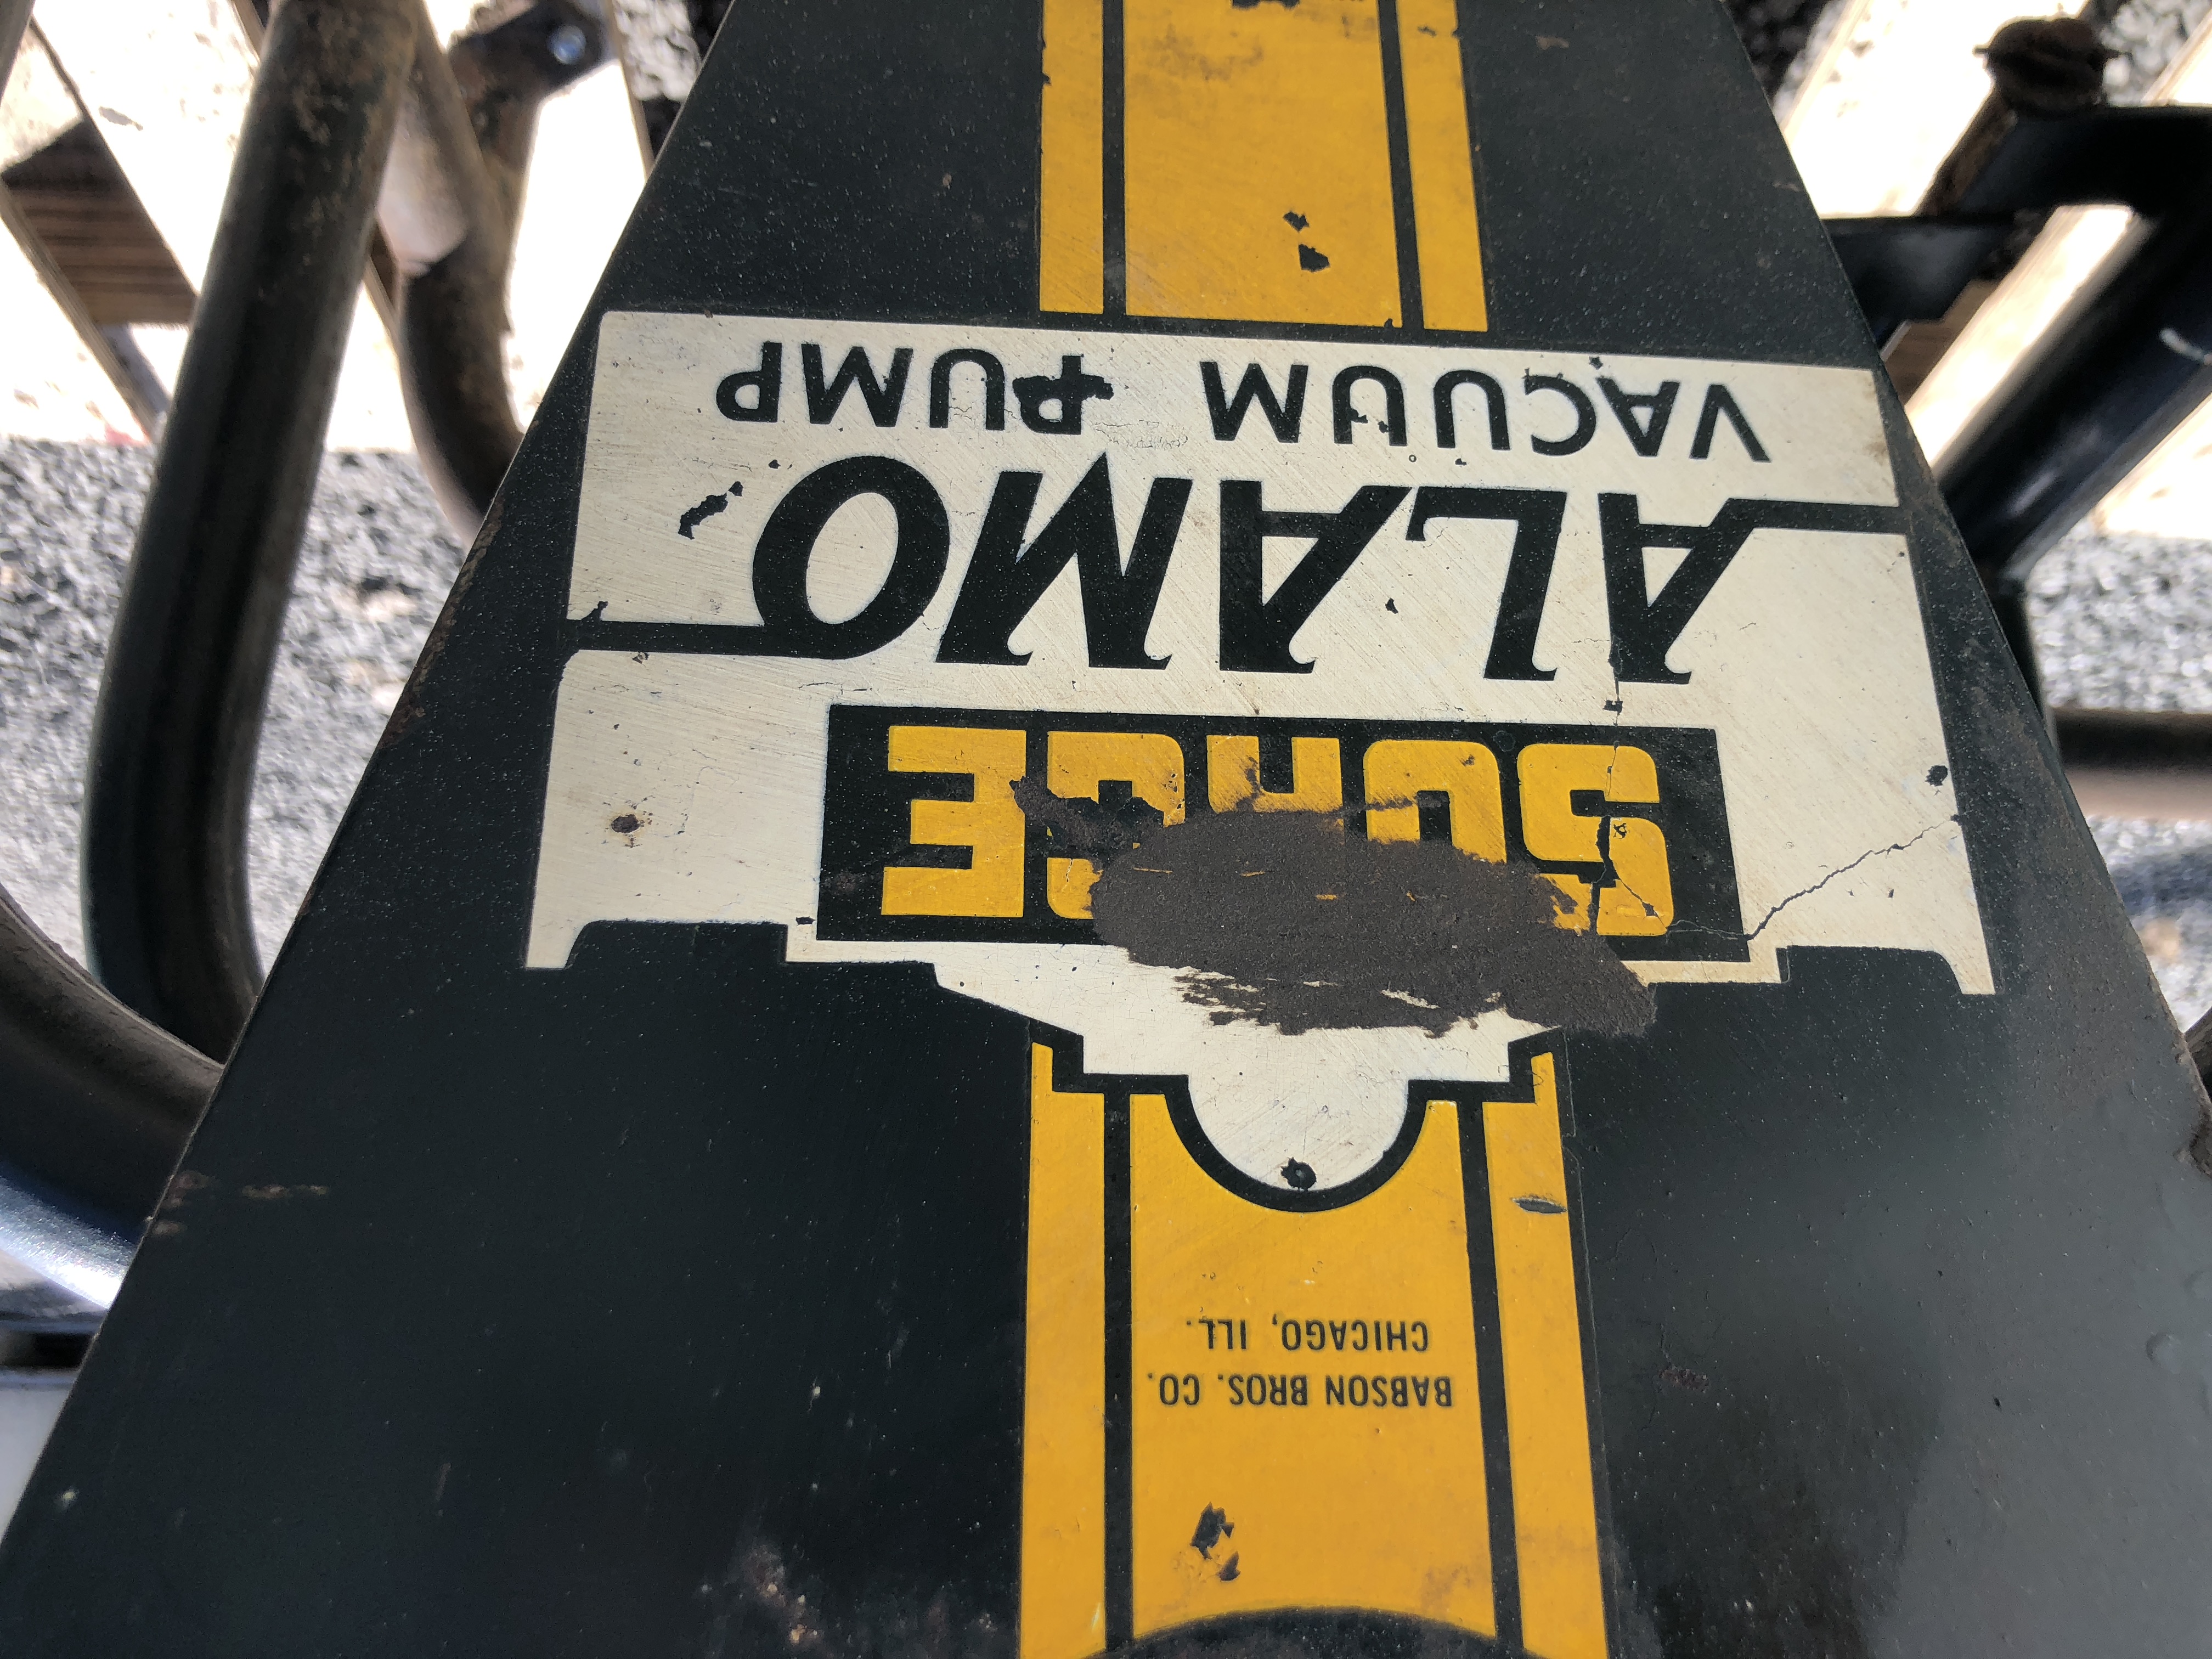 BABSON BROS. CO.
CHICAGO, ILL.
SURGE
ALAMO
VACUUM PUMP